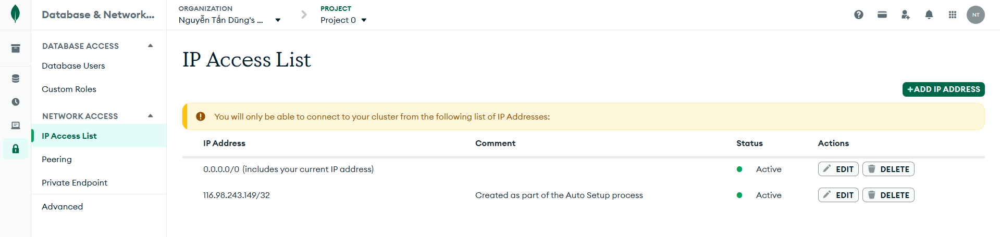 Database & Network...
ORGANIZATION
Nguyễn Tấn Dũng's ...
PROJECT
Project 0
NT
DATABASE ACCESS
Database Users
Custom Roles
NETWORK ACCESS
IP Access List
Peering
Private Endpoint
Advanced
IP Access List
+ADD IP ADDRESS
You will only be able to connect to your cluster from the following list of IP Addresses:
IP Address Comment Status Actions
0.0.0.0/0 (includes your current IP address) Active EDIT DELETE
116.98.243.149/32 Created as part of the Auto Setup process Active EDIT DELETE